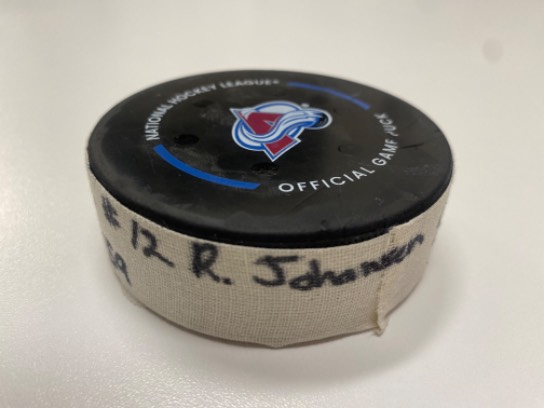 NATIONAL HOCKEY LEAGUE®
OFFICIAL GAME PUCK
#12 R. Johansen